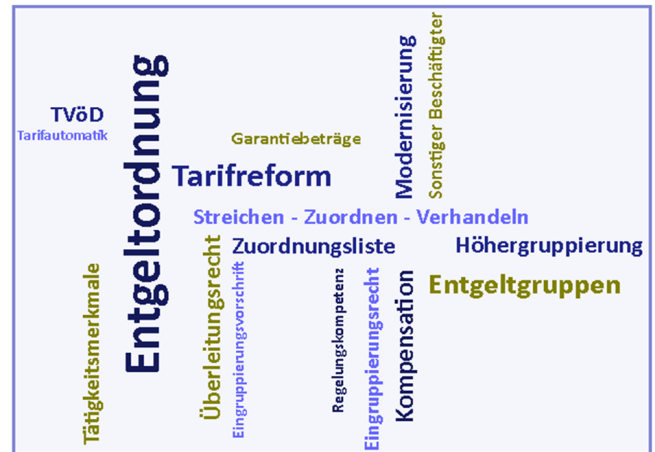 TVöD
Tarifautomatik
Entgeltordnung
Garantiebeträge
Modernisierung
Sonstiger Beschäftigter
Tarifreform
Streichen - Zuordnen - Verhandeln
Zuordnungsliste
Höhergruppierung
Entgeltgruppen
Tätigkeitsmerkmale
Überleitungsrecht
Eingruppierungsvorschrift
Regelungskompetenz
Eingruppierungsrecht
Kompensation